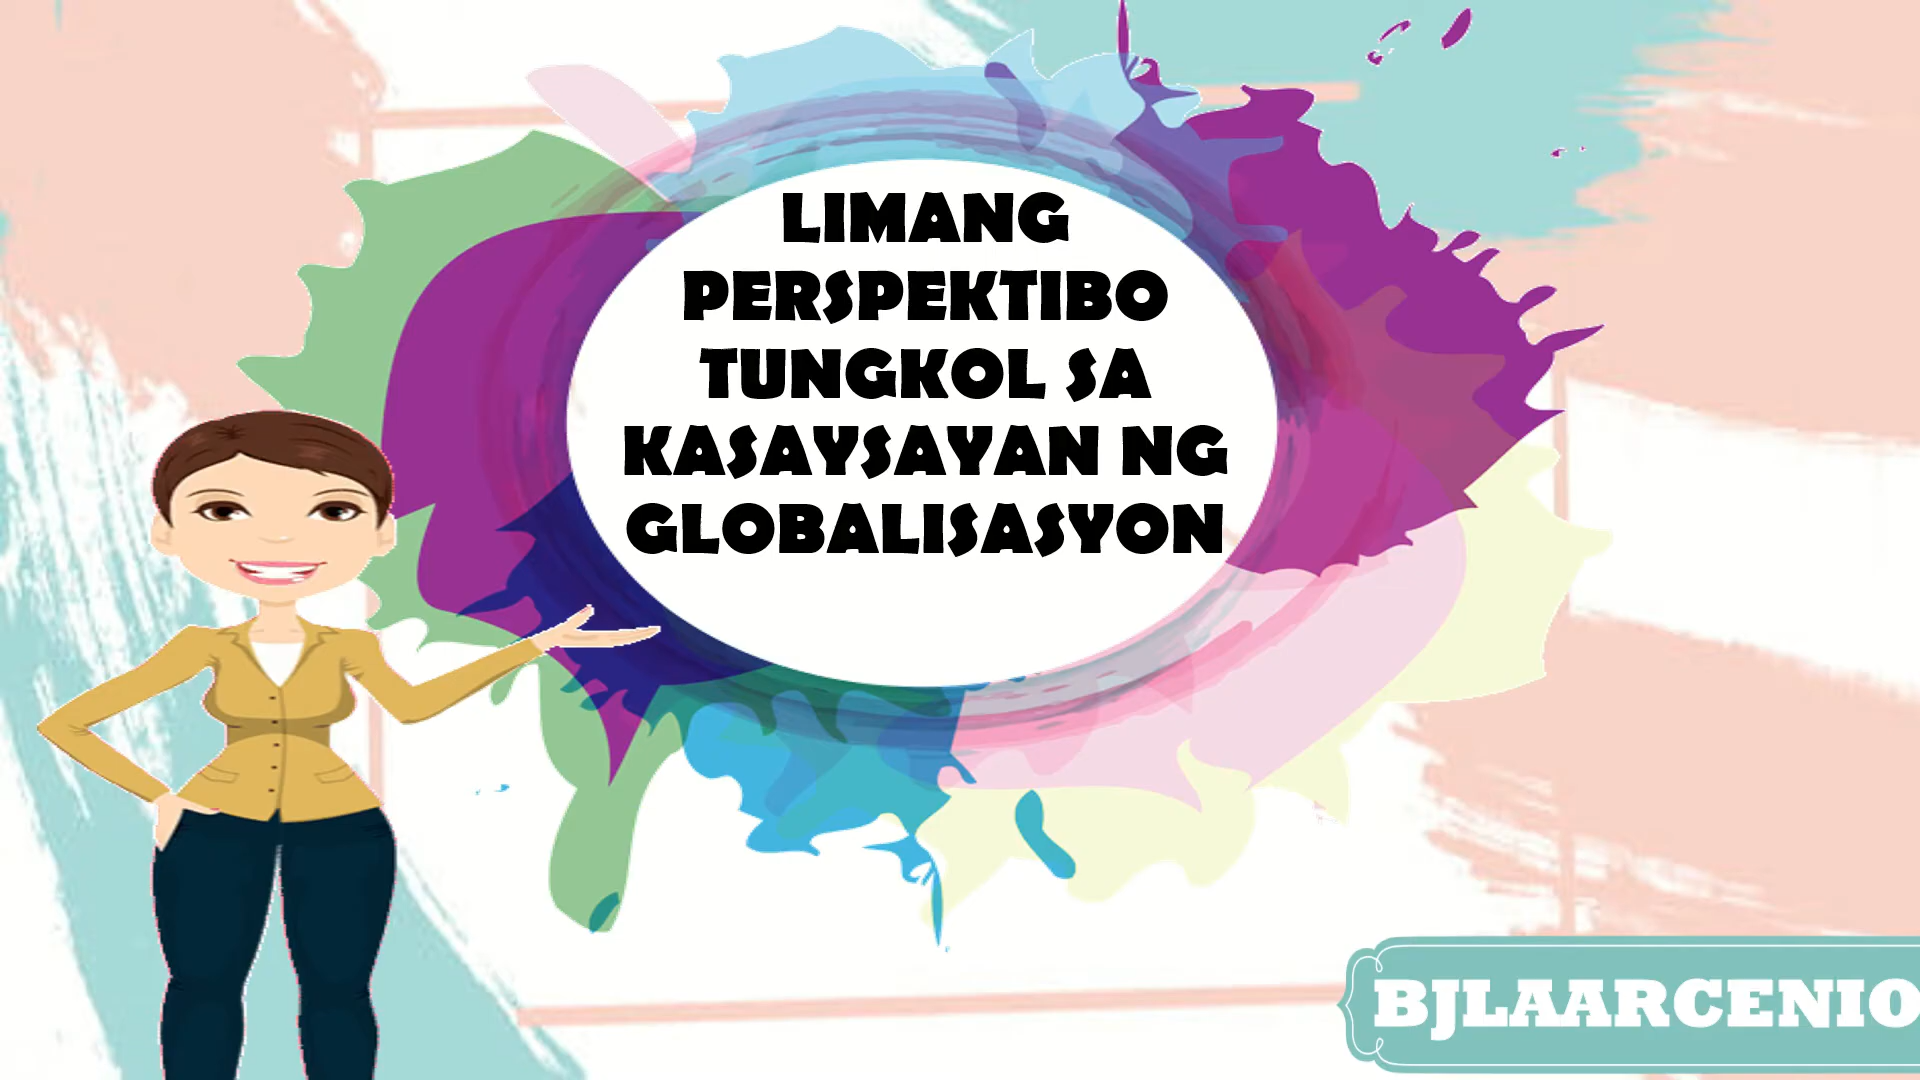 LIMANG
PERSPEKTIBO
TUNGKOL SA
KASAYSAYAN NG
GLOBALISASYON
BJLAARCENIO